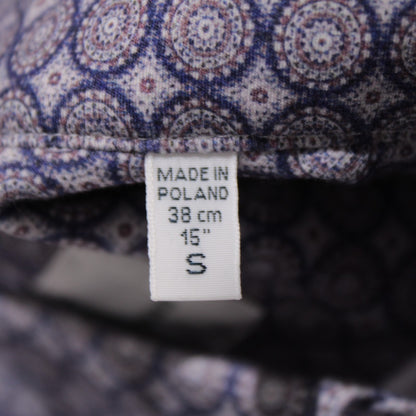 MADE IN
POLAND
38 cm
15"
S